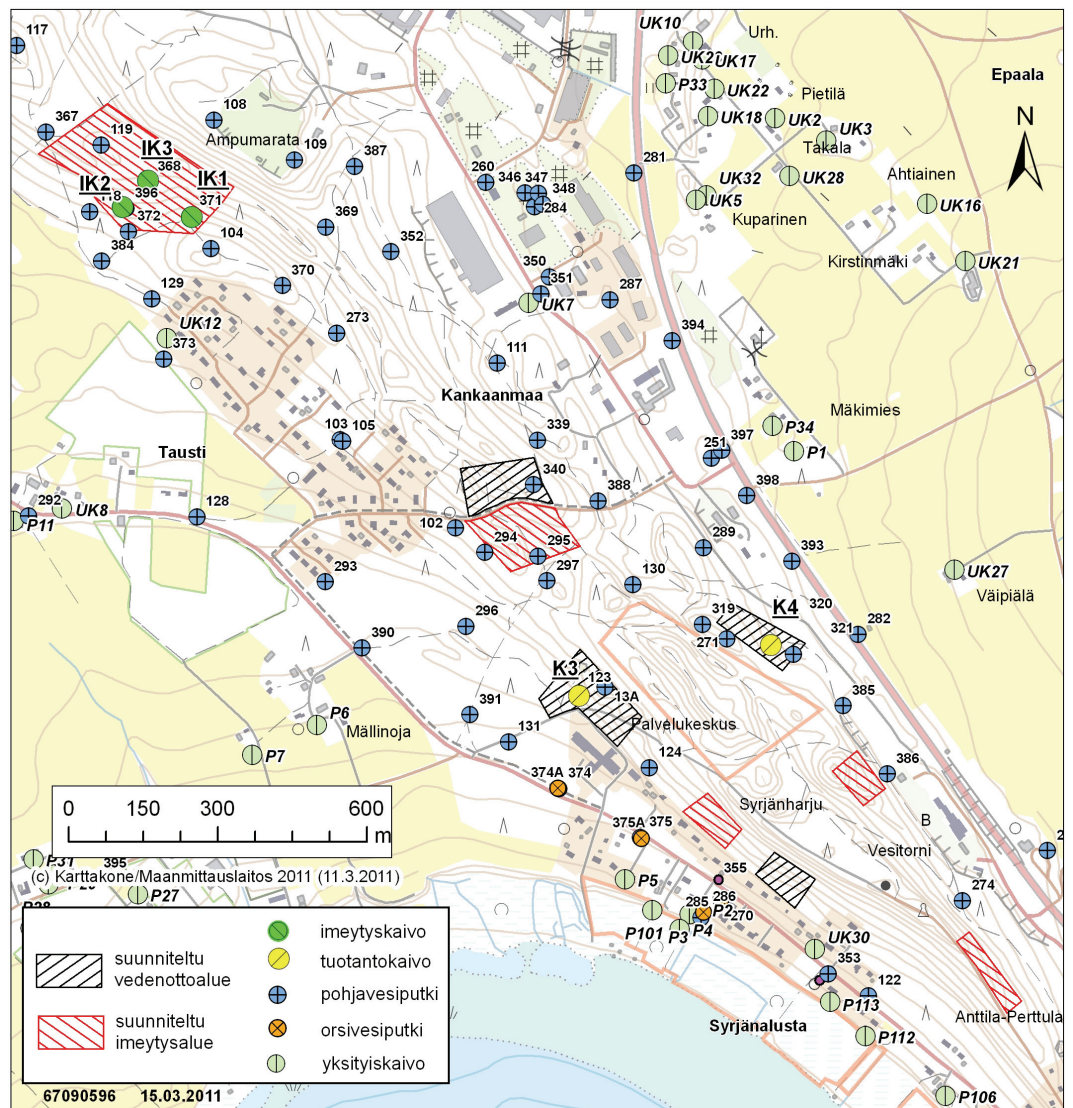 117
UK10
Urh.
Epaala
UK17
P33
UK22
Pietilä
N
367
108
119
Ampumarata
UK18
UK2
UK3
Takala
IK3
368
109
387
281
UK28
Ahtiainen
IK2
IK1
260
346
347
348
UK32
UK5
396
371
284
UK16
372
369
Kuparinen
384
104
352
Kirstinmäki
UK21
370
350
351
287
129
UK7
UK12
273
394
373
111
Kankaanmaa
Mäkimies
P34
Tausti
103
105
339
251
397
P1
340
398
292
UK8
128
388
P11
102
294
295
289
393
UK27
293
297
130
Väipiälä
K4
320
296
319
321
282
390
271
K3
123
13A
391
385
P6
Mällinoja
131
Palvelukeskus
P7
124
386
374A
374
Syrjänharju
0 150 300 600
m
375A
375
B
Vesitorni
P31
395
(c) Karttakone/Maanmittauslaitos 2011 (11.3.2011)
P5
355
274
P27
286
285
P2
270
P101
P3
P4
UK30
353
122
P113
Anttila-Perttula
Syrjänalusta
P112
P106
suunniteltu
vedenottoalue
suunniteltu
imeytysalue
imeytyskaivo
tuotantokaivo
pohjavesiputki
orsivesiputki
yksityiskaivo
67090596 15.03.2011